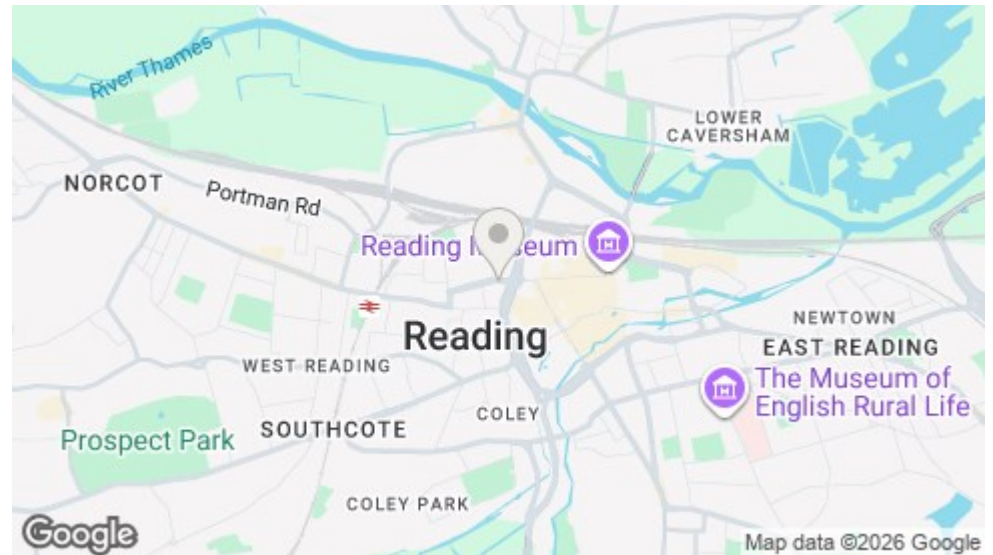 River Thames
LOWER
CAVERSHAM
NORCOT
Portman Rd
Reading Museum
Reading
NEWTOWN
EAST READING
WEST READING
The Museum of
English Rural Life
COLEY
SOUTHCOTE
Prospect Park
COLEY PARK
Google
Map data ©2026 Google